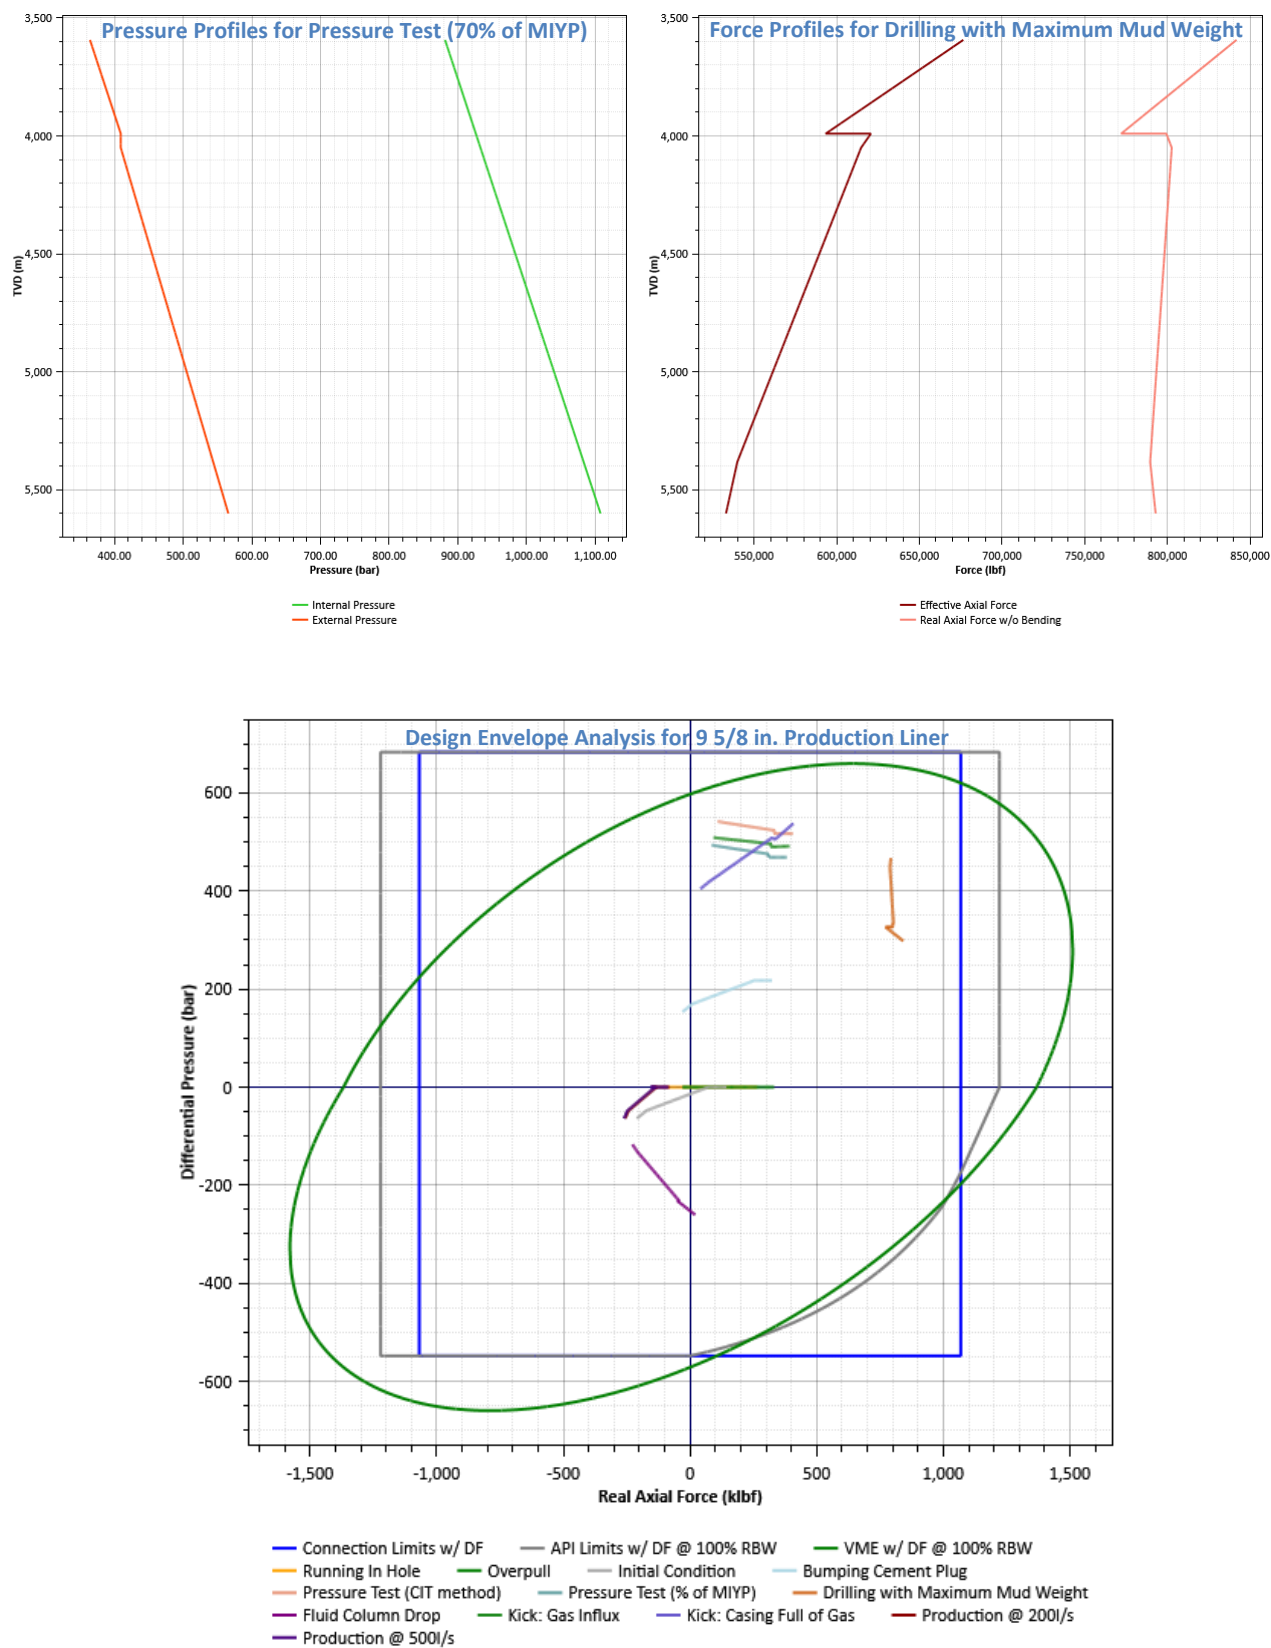 Pressure Profiles for Pressure Test (70% of MIYP)
3,500
4,000
4,500
5,000
5,500
TVD (m)
400.00 500.00 600.00 700.00 800.00 900.00 1,000.00 1,100.00
Pressure (bar)
Internal Pressure
External Pressure
Force Profiles for Drilling with Maximum Mud Weight
3,500
4,000
4,500
5,000
5,500
TVD (m)
550,000 600,000 650,000 700,000 750,000 800,000 850,000
Force (lbf)
Effective Axial Force
Real Axial Force w/o Bending
Design Envelope Analysis for 9 5/8 in. Production Liner
600
400
200
0
-200
-400
-600
Differential Pressure (bar)
-1,500 -1,000 -500 0 500 1,000 1,500
Real Axial Force (klbf)
Connection Limits w/ DF API Limits w/ DF @ 100% RBW VME w/ DF @ 100% RBW
Running In Hole Overpull Initial Condition Bumping Cement Plug
Pressure Test (CIT method) Pressure Test (% of MIYP) Drilling with Maximum Mud Weight
Fluid Column Drop Kick: Gas Influx Kick: Casing Full of Gas Production @ 200l/s
Production @ 500l/s